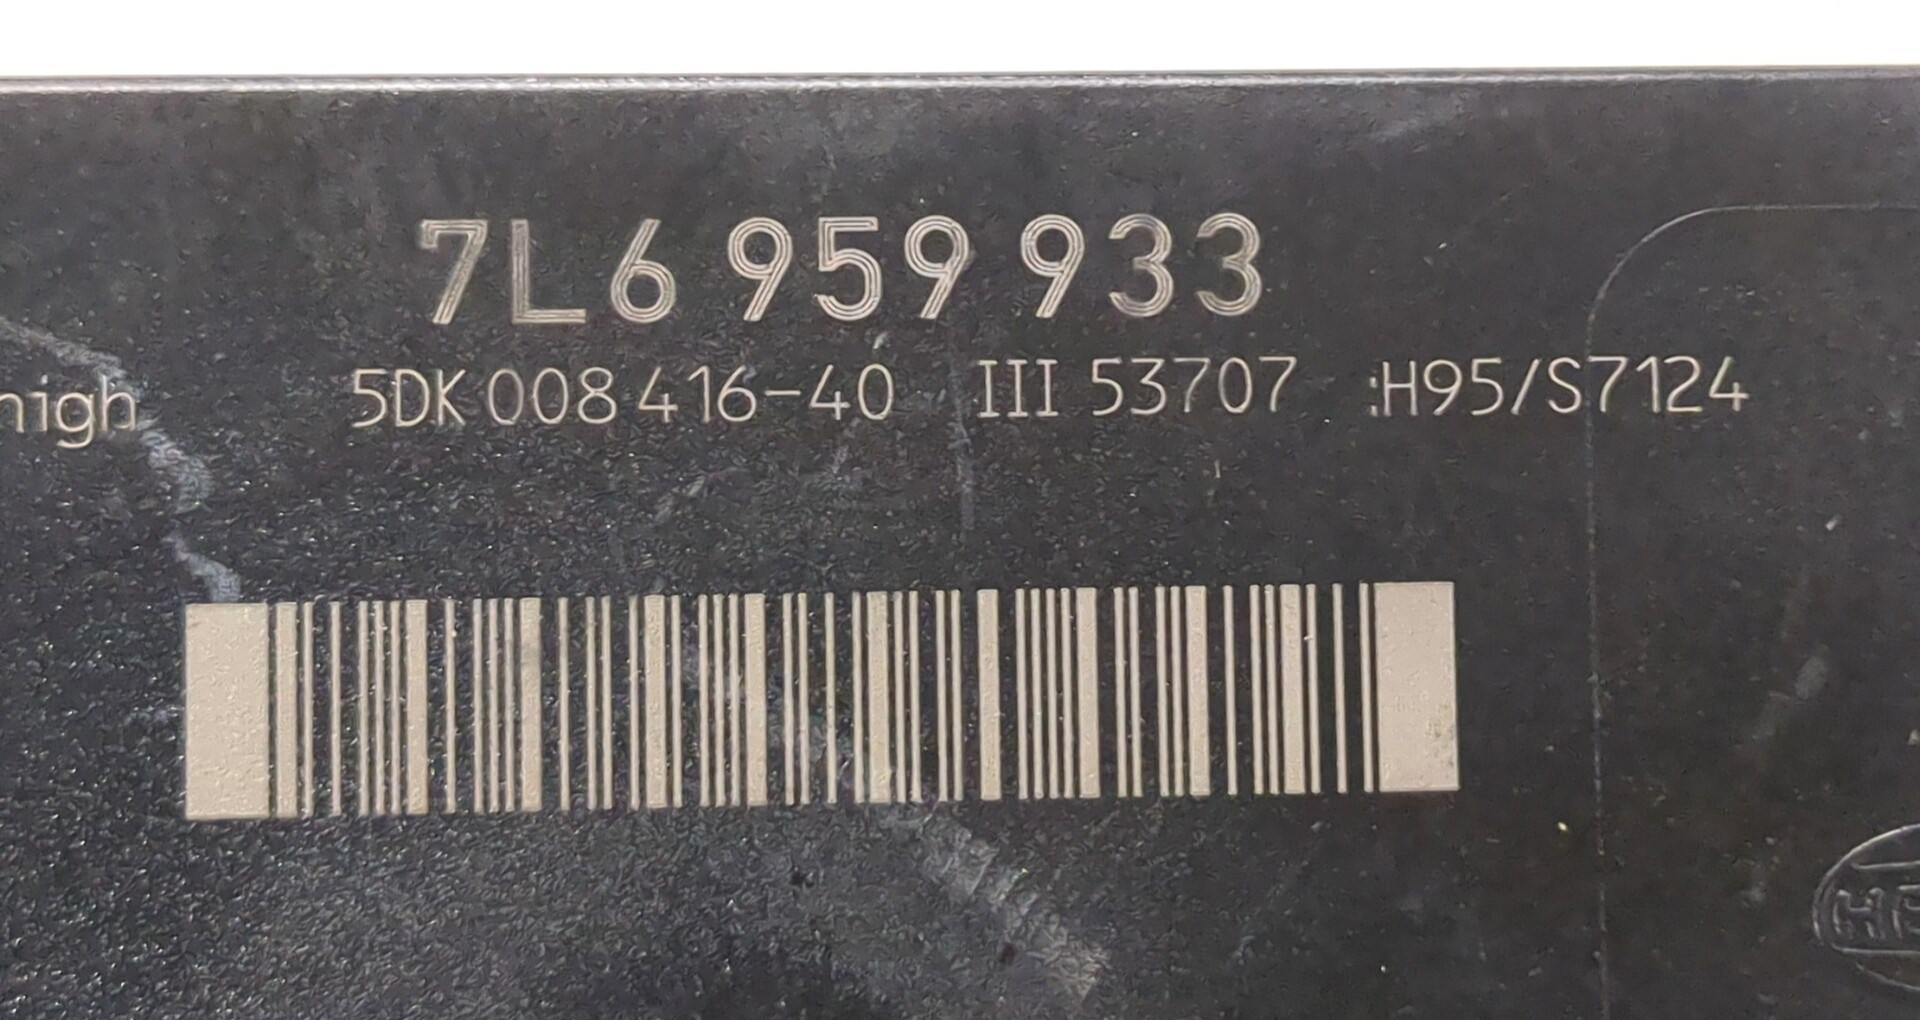 7L6 959 933
high 5DK 008 416-40 III 53707 :H95/S7124